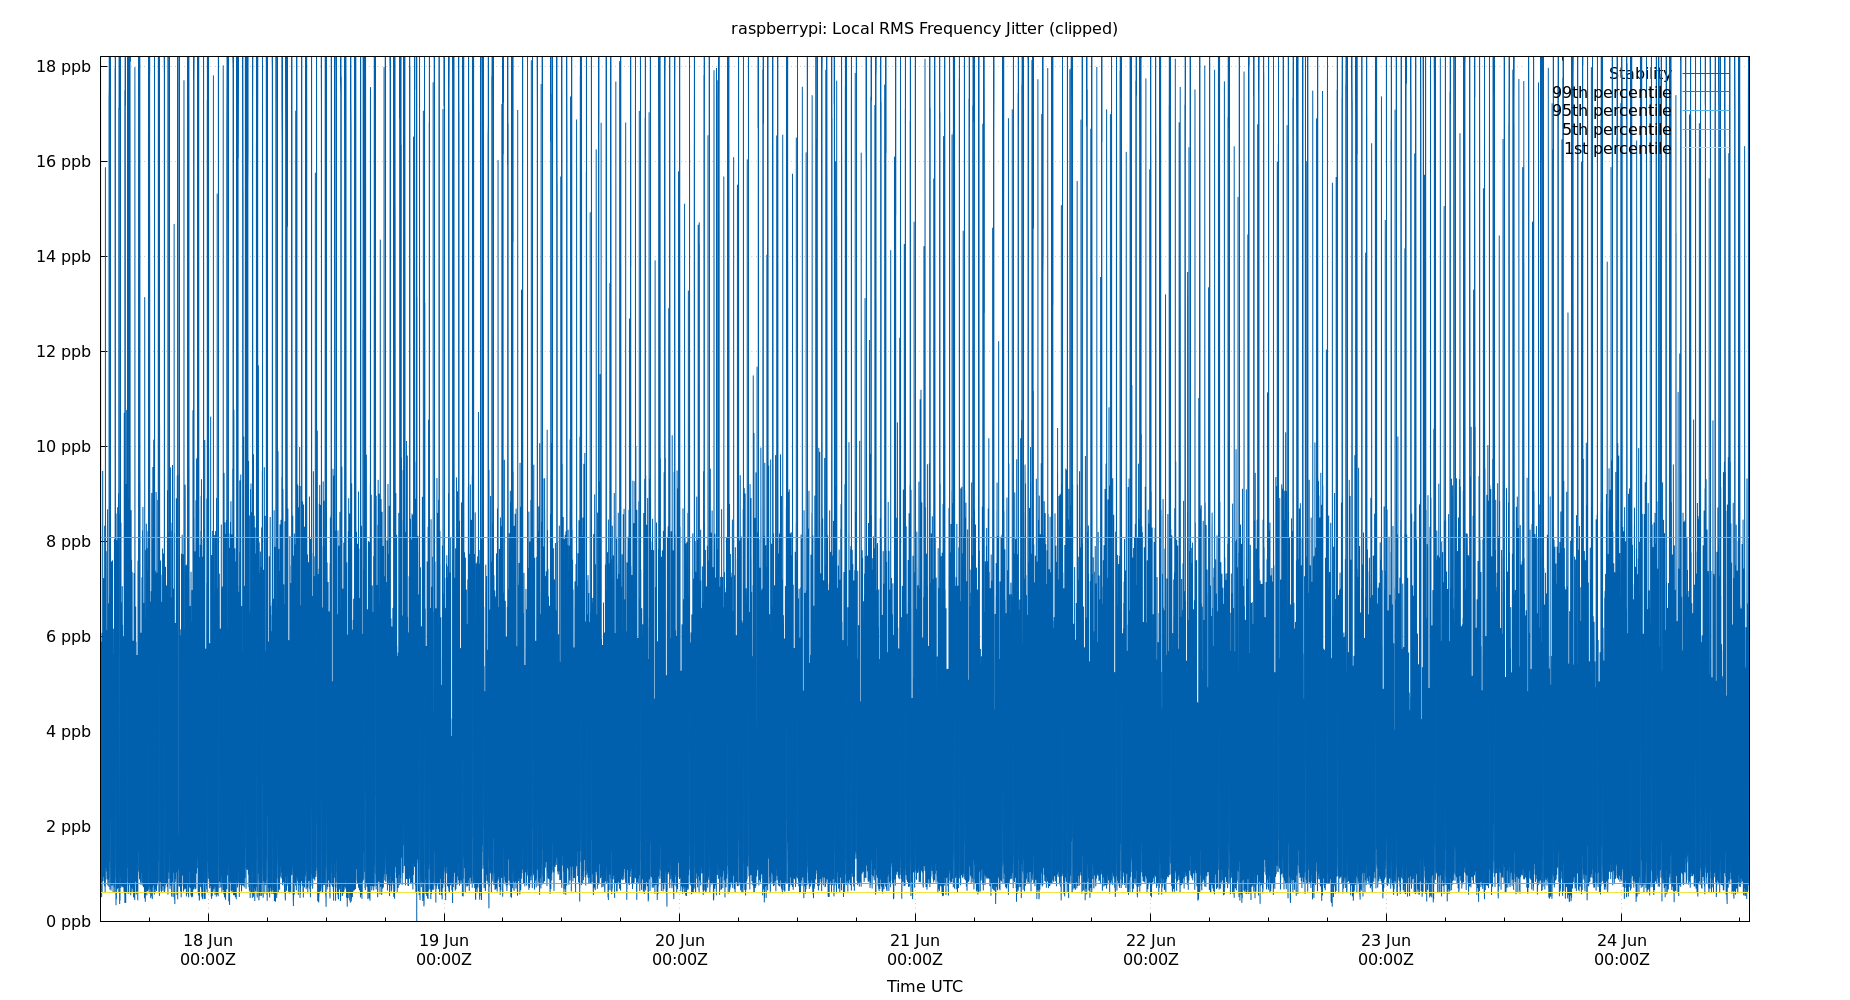 raspberrypi: Local RMS Frequency Jitter (clipped)
18 ppb
16 ppb
14 ppb
12 ppb
10 ppb
8 ppb
6 ppb
4 ppb
2 ppb
0 ppb
Stability
99th percentile
95th percentile
5th percentile
1st percentile
18 Jun 19 Jun 20 Jun 21 Jun 22 Jun 23 Jun 24 Jun
00:00Z 00:00Z 00:00Z 00:00Z 00:00Z 00:00Z 00:00Z
Time UTC